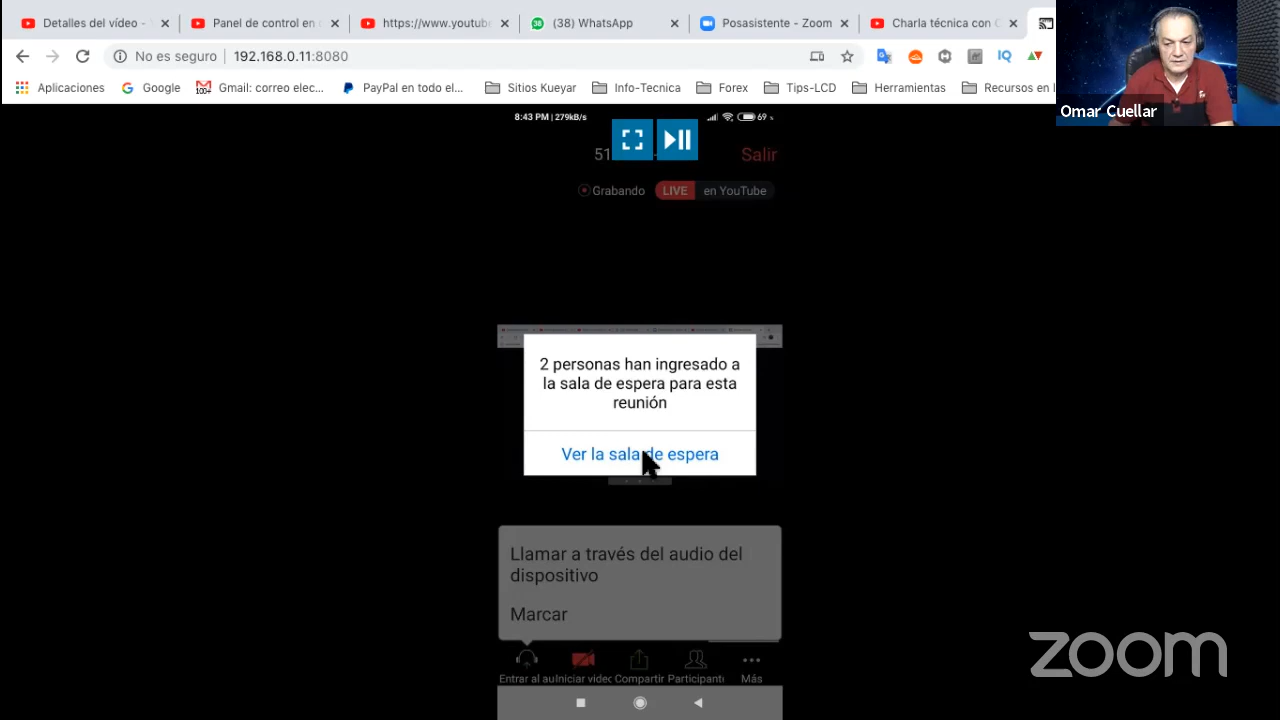 Detalles del vídeo -
Panel de control en
https://www.youtube
(38) WhatsApp
Posasistente - Zoom
Charla técnica con
No es seguro
192.168.0.11:8080
Aplicaciones
Google
Gmail: correo elec...
PayPal en todo el...
Sitios Kueyar
Info-Tecnica
Forex
Tips-LCD
Herramientas
Recursos en
Omar Cuellar
8:43 PM | 279kB/s
69
51
Salir
Grabando
LIVE
en YouTube
2 personas han ingresado a
la sala de espera para esta
reunión
Ver la sala de espera
Llamar a través del audio del
dispositivo
Marcar
Entrar al au
Iniciar video
Compartir
Participant
Más
zoom